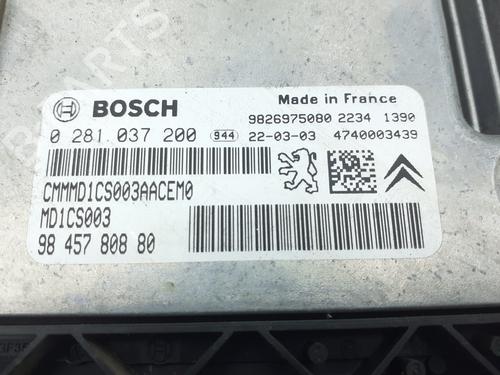 BOSCH
Made in France
9826975080 2234 1390
0 281 037 200 944 22-03-03 4740003439
CMMMD1CS003AACEM0
MD1CS003
98 457 808 80